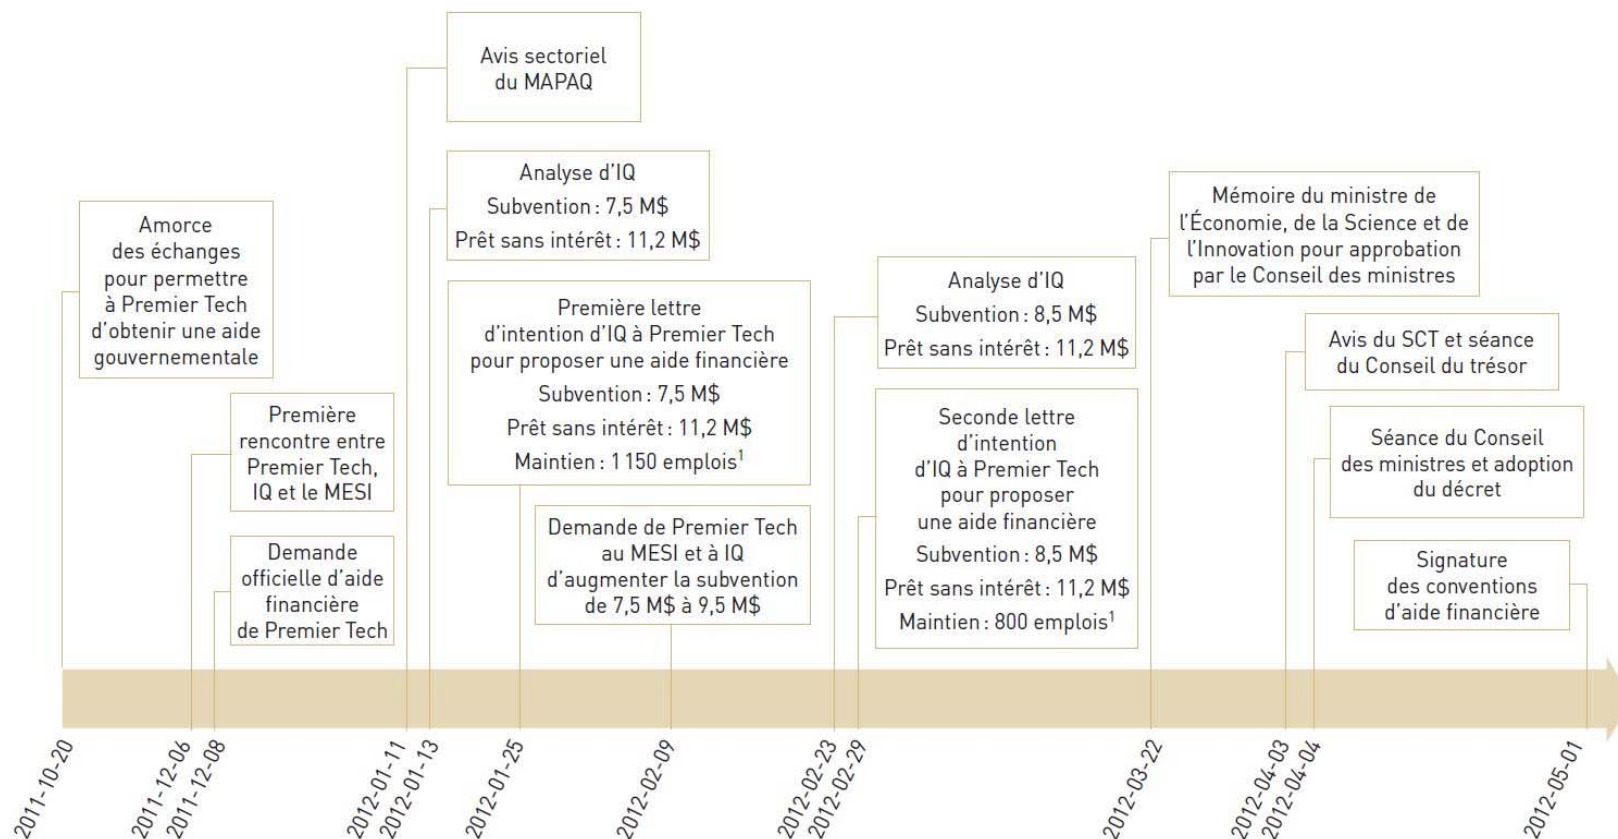 Avis sectoriel
du MAPAQ
Analyse d'IQ
Subvention : 7,5 M$
Prêt sans intérêt : 11,2 M$
Amorce
des échanges
pour permettre
à Premier Tech
d'obtenir une aide
gouvernementale
Première
rencontre entre
Premier Tech,
IQ et le MESI
Demande
officielle d'aide
financière
de Premier Tech
Première lettre
d'intention d'IQ à Premier Tech
pour proposer une aide financière
Subvention : 7,5 M$
Prêt sans intérêt : 11,2 M$
Maintien : 1 150 emplois¹
Demande de Premier Tech
au MESI et à IQ
d'augmenter la subvention
de 7,5 M$ à 9,5 M$
Analyse d'IQ
Subvention : 8,5 M$
Prêt sans intérêt : 11,2 M$
Seconde lettre
d'intention
d'IQ à Premier Tech
pour proposer
une aide financière
Subvention : 8,5 M$
Prêt sans intérêt : 11,2 M$
Maintien : 800 emplois¹
Mémoire du ministre de
l'Économie, de la Science et de
l'Innovation pour approbation
par le Conseil des ministres
Avis du SCT et séance
du Conseil du trésor
Séance du Conseil
des ministres et adoption
du décret
Signature
des conventions
d'aide financière
2011-10-20
2011-12-06
2011-12-08
2012-01-11
2012-01-13
2012-01-25
2012-02-09
2012-02-23
2012-02-29
2012-03-22
2012-04-03
2012-04-04
2012-05-01